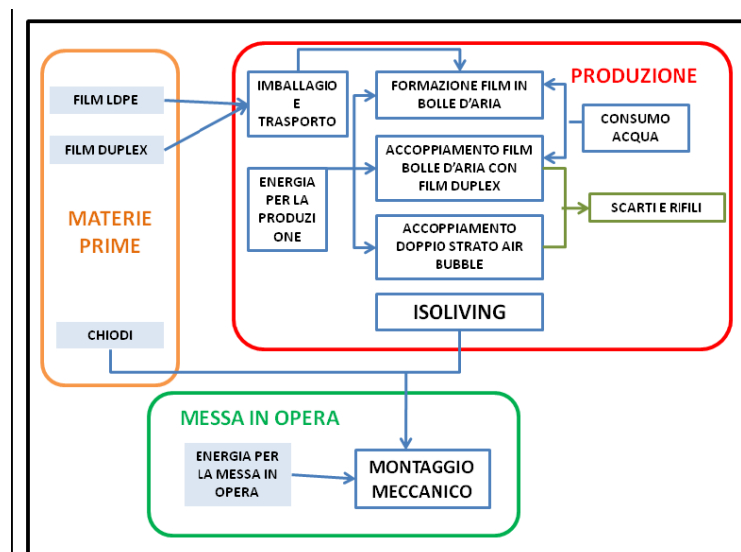 PRODUZIONE
FILM LDPE
FILM DUPLEX
MATERIE
PRIME
CHIODI
IMBALLAGIO
E
TRASPORTO
ENERGIA
PER LA
PRODUZI
ONE
FORMAZIONE FILM IN
BOLLE D'ARIA
ACCOPPIAMENTO FILM
BOLLE D'ARIA CON
FILM DUPLEX
ACCOPPIAMENTO
DOPPIO STRATO AIR
BUBBLE
ISOLIVING
CONSUMO
ACQUA
SCARTI E RIFILI
MESSA IN OPERA
ENERGIA PER
LA MESSA IN
OPERA
MONTAGGIO
MECCANICO